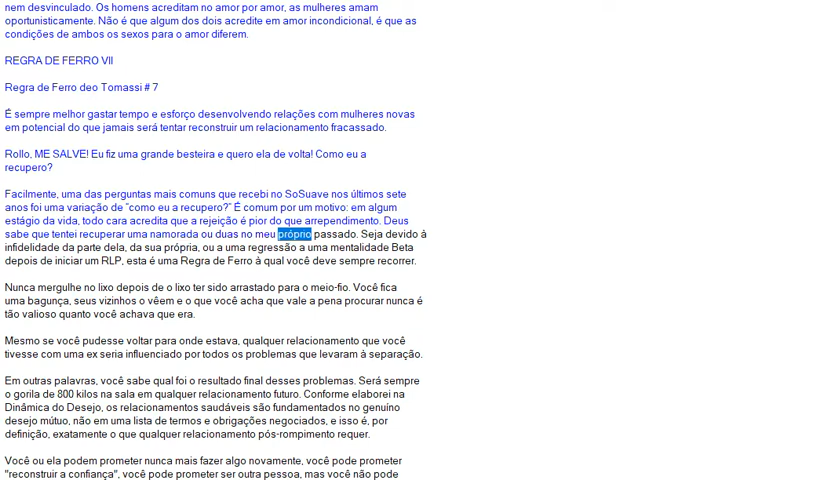 nem desvinculado. Os homens acreditam no amor por amor, as mulheres amam
oportunisticamente. Não é que algum dos dois acredite em amor incondicional, é que as
condições de ambos os sexos para o amor diferem.
REGRA DE FERRO VII
Regra de Ferro deo Tomassi # 7
É sempre melhor gastar tempo e esforço desenvolvendo relações com mulheres novas
em potencial do que jamais será tentar reconstruir um relacionamento fracassado.
Rollo, ME SALVE! Eu fiz uma grande besteira e quero ela de volta! Como eu a
recupero?
Facilmente, uma das perguntas mais comuns que recebi no SoSuave nos últimos sete
anos foi uma variação de "como eu a recupero?" É comum por um motivo: em algum
estágio da vida, todo cara acredita que a rejeição é pior do que arrependimento. Deus
sabe que tentei recuperar uma namorada ou duas no meu próprio passado. Seja devido à
infidelidade da parte dela, da sua própria, ou a uma regressão a uma mentalidade Beta
depois de iniciar um RLP, esta é uma Regra de Ferro à qual você deve sempre recorrer.
Nunca mergulhe no lixo depois de o lixo ter sido arrastado para o meio-fio. Você fica
uma bagunça, seus vizinhos o vêem e o que você acha que vale a pena procurar nunca é
tão valioso quanto você achava que era.
Mesmo se você pudesse voltar para onde estava, qualquer relacionamento que você
tivesse com uma ex seria influenciado por todos os problemas que levaram à separação.
Em outras palavras, você sabe qual foi o resultado final desses problemas. Será sempre
o gorila de 800 kilos na sala em qualquer relacionamento futuro. Conforme elaborei na
Dinâmica do Desejo, os relacionamentos saudáveis são fundamentados no genuíno
desejo mútuo, não em uma lista de termos e obrigações negociados, e isso é, por
definição, exatamente o que qualquer relacionamento pós-rompimento requer.
Você ou ela podem prometer nunca mais fazer algo novamente, você pode prometer
"reconstruir a confiança", você pode prometer ser outra pessoa, mas você não pode